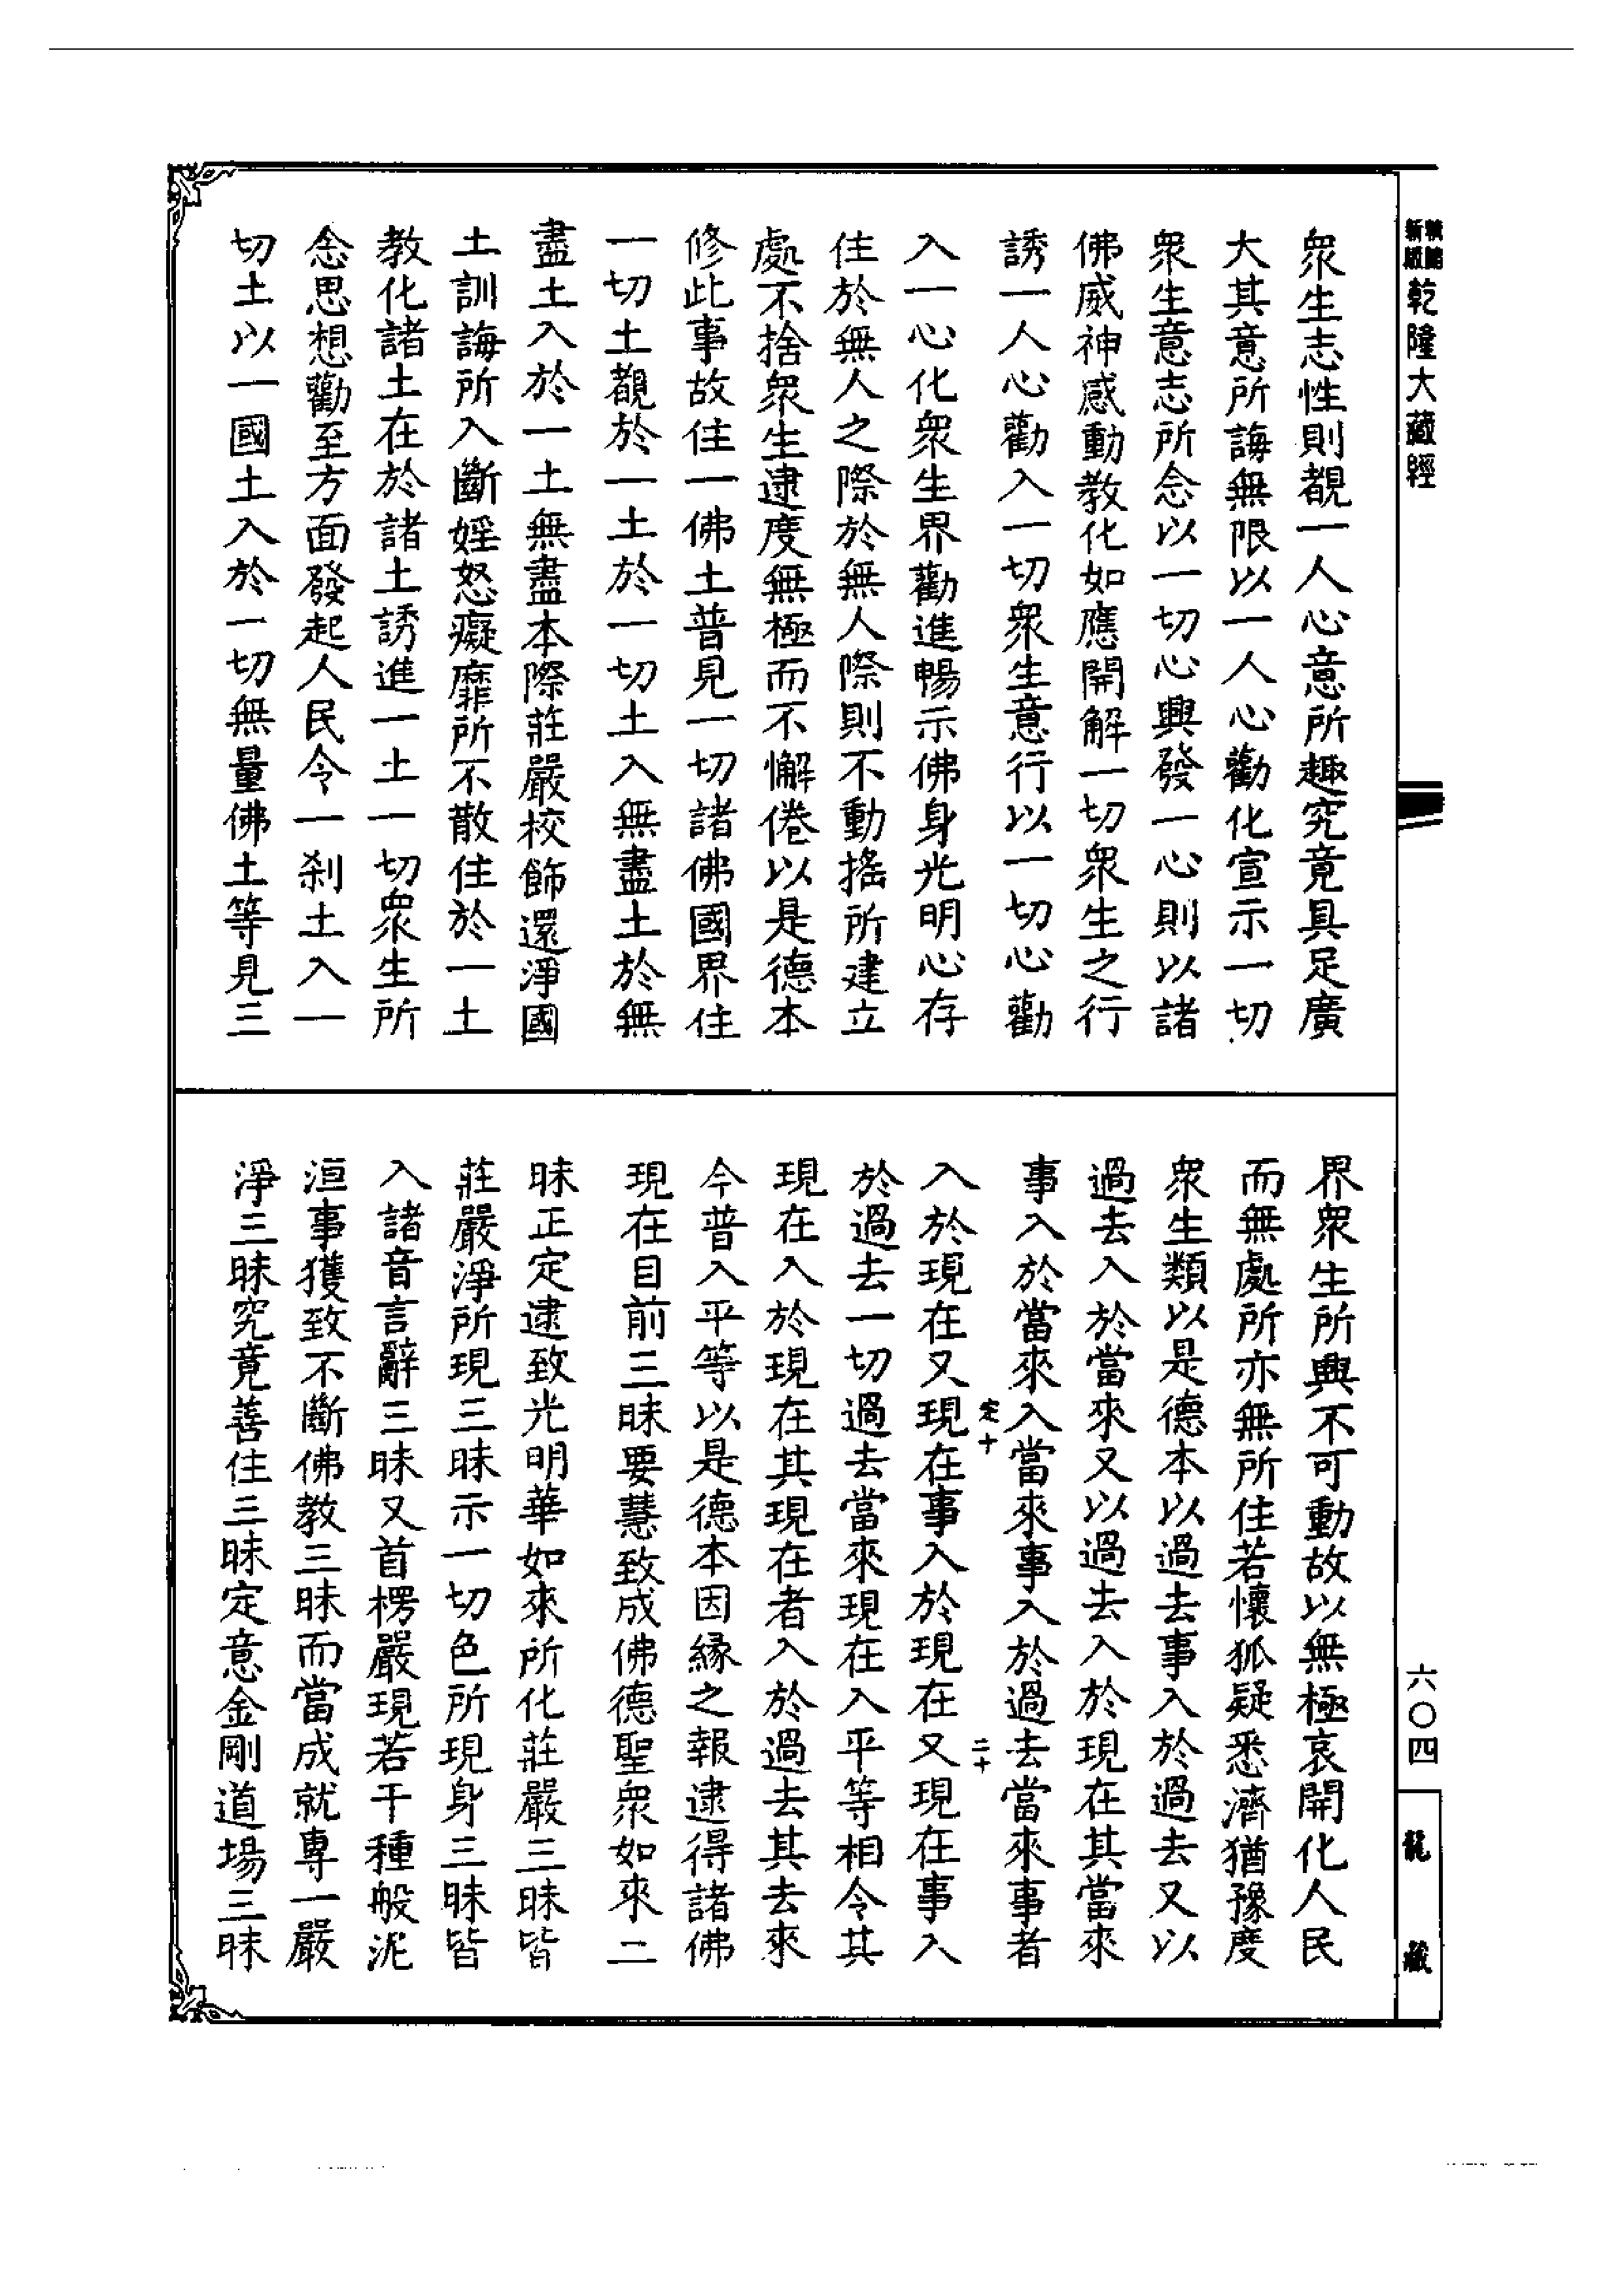 新版乾隆大藏經
衆生志性則覩一人心意所趣究竟具足廣
大其意所誨無限以一人心勸化宣示一切
衆生意志所念以一切心興發一心則以諸
佛威神感動教化如應開解一切衆生之行
誘一人心勸入一切衆生意行以一切心勸
入一心化衆生界勸進暢示佛身光明心存
住於無人之際於無人際則不動搖所建立
處不捨衆生逮度無極而不懈倦以是德本
修此事故住一佛土普見一切諸佛國界住
一切土覩於一土於一切土入無盡土於無
盡土入於一土無盡本際莊嚴校飾還淨國
土訓誨所入斷婬怒癡靡所不散住於一土
教化諸土在於諸土誘進一土一切衆生所
念思想勸至方面發起人民令一刹土入一
切土以一國土入於一切無量佛土等見三
界衆生所興不可動故以無極哀開化人民
而無處所亦無所住若懷狐疑悉濟猶豫度
衆生類以是德本以過去事入於過去又以
過去入於當來又以過去入於現在其當來
事入於當來入當來事入於過去當來事者
定十
二十
入於現在又現在事入於現在又現在事入
於過去一切過去當來現在入平等相令其
現在入於現在其現在者入於過去其去來
今普入平等以是德本因緣之報逮得諸佛
現在目前三昧要慧致成佛德聖衆如來二
昧正定逮致光明華如來所化莊嚴三昧皆
莊嚴淨所現三昧示一切色所現身三昧皆
入諸音言辭三昧又首楞嚴現若干種般泥
洹事獲致不斷佛教三昧而當成就專一嚴
淨三昧究竟善住三昧定意金剛道場三昧
六〇四
龍藏